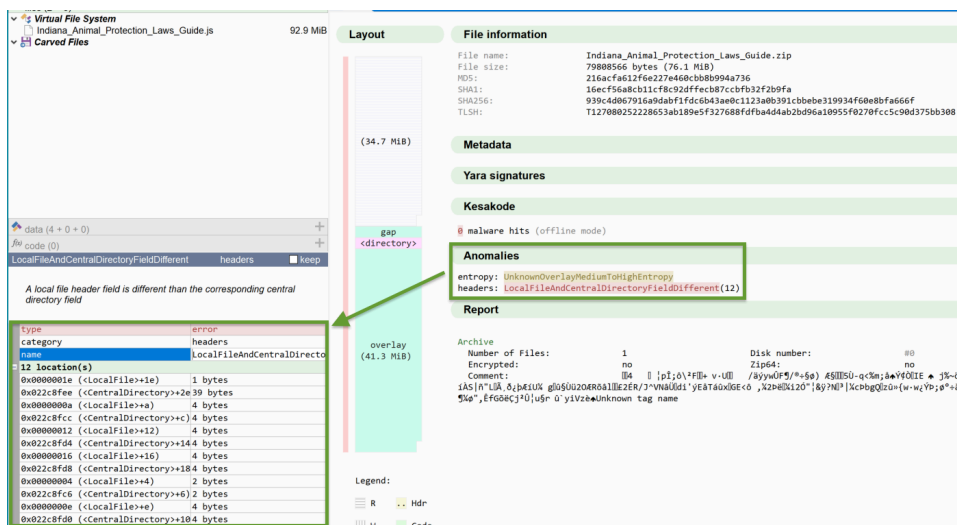 Virtual File System
Indiana_Animal_Protection_Laws_Guide.js 92.9 MiB
Carved Files
data (4 + 0 + 0)
code (0)
LocalFileAndCentralDirectoryFieldDifferent headers keep
A local file header field is different than the corresponding central
directory field
type error
category headers
name LocalFileAndCentralDirecto
12 location(s)
0x0000001e (<LocalFile>+1e) 1 bytes
0x022c8fee (<CentralDirectory>+2e 39 bytes
0x0000000a (<LocalFile>+a) 4 bytes
0x022c8fcc (<CentralDirectory>+c) 4 bytes
0x00000012 (<LocalFile>+12) 4 bytes
0x022c8fd4 (<CentralDirectory>+14 4 bytes
0x00000016 (<LocalFile>+16) 4 bytes
0x022c8fd8 (<CentralDirectory>+18 4 bytes
0x00000004 (<LocalFile>+4) 2 bytes
0x022c8fc6 (<CentralDirectory>+6) 2 bytes
0x0000000e (<LocalFile>+e) 4 bytes
0x022c8fd0 (<CentralDirectory>+10 4 bytes
Layout
(34.7 MiB)
gap
<directory>
overlay
(41.3 MiB)
Legend:
R .. Hdr
File information
File name: Indiana_Animal_Protection_Laws_Guide.zip
File size: 79808566 bytes (76.1 MiB)
MD5: 216acfa612f6e227e460cbb8b994a736
SHA1: 16ecf56a8cb11cf8c92dffecb87ccbfb32f2b9fa
SHA256: 939c4d067916a9dabf1fdc6b43ae0c1123a0b391cbbebe319934f60e8bfa666f
TLSH: T127080252228653ab189e5f327688fdfba4d4ab2bd96a10955f0270fcc5c90d375bb308
Metadata
Yara signatures
Kesakode
0 malware hits (offline mode)
Anomalies
entropy: UnknownOverlayMediumToHighEntropy
headers: LocalFileAndCentralDirectoryFieldDifferent(12)
Report
Archive
Number of Files: 1 Disk number: #0
Encrypted: no Zip64: no
Comment:
Unknown tag name